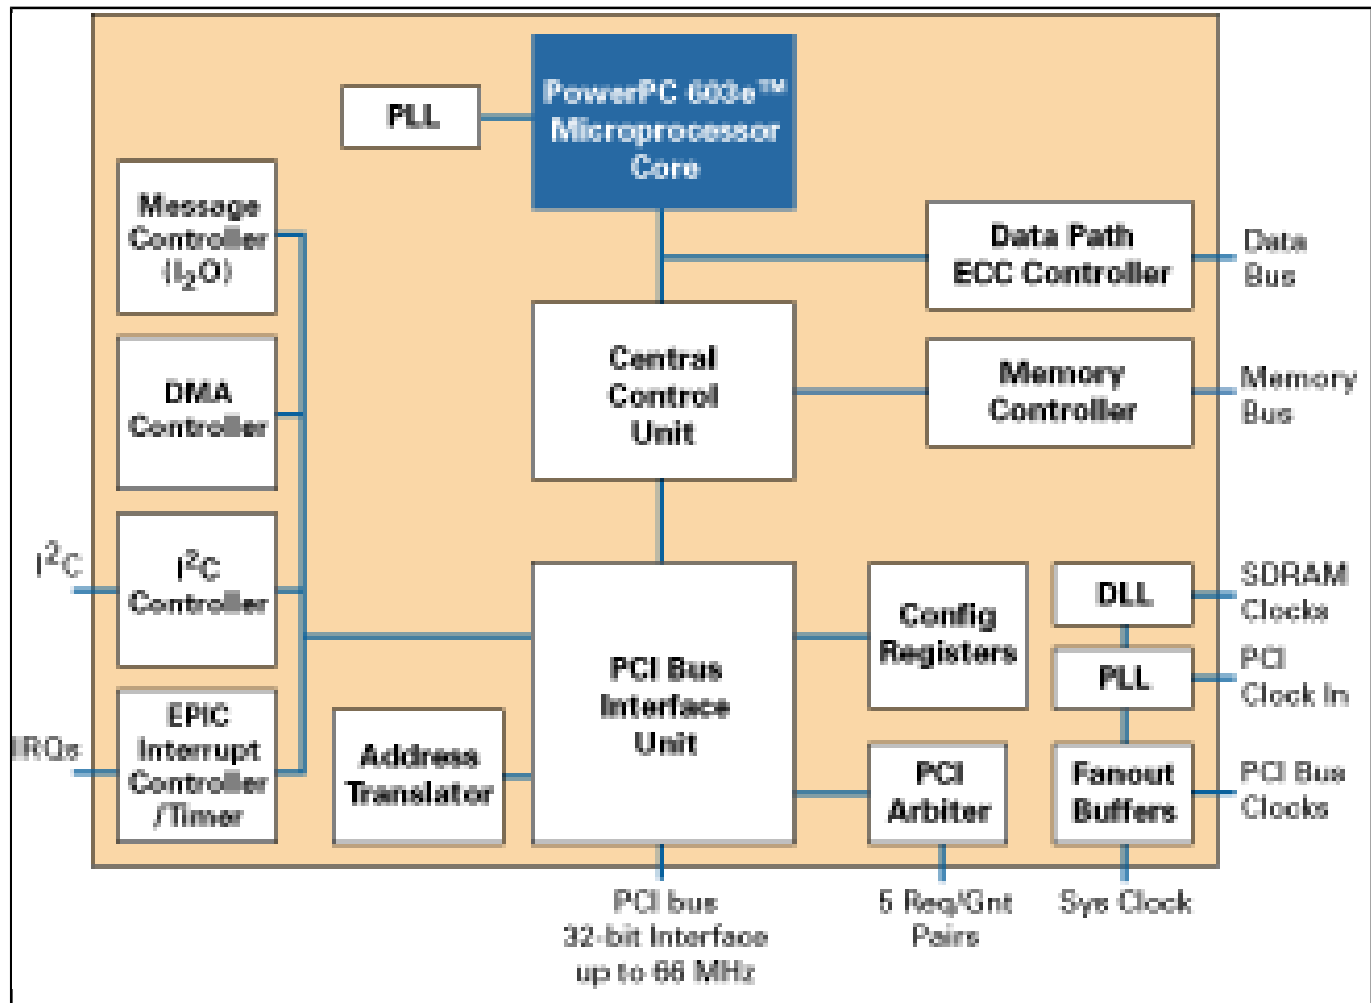 PowerPC 603e™
Microprocessor
Core
PLL
Message
Controller
(I₂O)
Data Path
ECC Controller
Data
Bus
Central
Control
Unit
DMA
Controller
Memory
Controller
Memory
Bus
I²C
I²C
Controller
PCI Bus
Interface
Unit
Config
Registers
DLL
SDRAM
Clocks
PLL
PCI
Clock In
IRQs
EPIC
Interrupt
Controller
/Timer
Address
Translator
PCI
Arbiter
Fanout
Buffers
PCI Bus
Clocks
PCI bus
32-bit Interface
up to 66 MHz
5 Req/Gnt
Pairs
Sys Clock